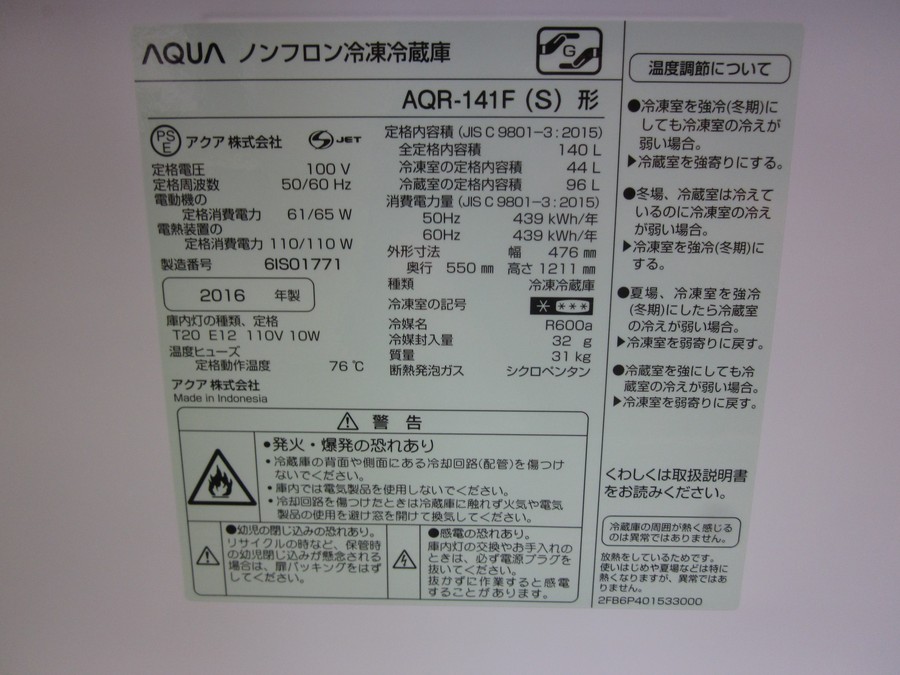 AQUA ノンフロン冷凍冷蔵庫
G
AQR-141F (S) 形
PS
E
アクア 株式会社
S JET
定格電圧 100 V
定格周波数 50/60 Hz
電動機の
定格消費電力 61/65 W
電熱装置の
定格消費電力 110/110 W
製造番号 6IS01771
2016 年製
庫内灯の種類、定格
T20 E12 110V 10W
温度ヒューズ
定格動作温度 76 ℃
アクア 株式会社
Made in Indonesia
定格内容積 (JIS C 9801-3 : 2015)
全定格内容積 140 L
冷凍室の定格内容積 44 L
冷蔵室の定格内容積 96 L
消費電力量 (JIS C 9801-3 : 2015)
50Hz 439 kWh/年
60Hz 439 kWh/年
外形寸法 幅 476 ㎜
奥行 550 ㎜ 高さ 1211 ㎜
種類 冷凍冷蔵庫
冷凍室の記号 * ***
冷媒名 R600a
冷媒封入量 32 g
質量 31 kg
断熱発泡ガス シクロペンタン
⚠ 警告
•発火・爆発の恐れあり
・冷蔵庫の背面や側面にある冷却回路(配管)を傷つけ
ないでください。
・庫内では電気製品を使用しないでください。
・冷却回路を傷つけたときは冷蔵庫に触れず火気や電気
製品の使用を避け窓を開けて換気してください。
●幼児の閉じ込みの恐れあり。
リサイクルの時など、保管時
の幼児閉じ込みが懸念される
場合は、扉パッキングをはず
してください。
●感電の恐れあり。
庫内灯の交換やお手入れの
ときは、必ず電源プラグを
抜いてください。
抜かずに作業すると感電
することがあります。
温度調節について
●冷凍室を強冷(冬期)に
しても冷凍室の冷えが
弱い場合。
▶冷蔵室を強寄りにする。
●冬場、冷蔵室は冷えて
いるのに冷凍室の冷え
が弱い場合。
▶冷凍室を強冷(冬期)に
する。
●夏場、冷凍室を強冷
(冬期)にしたら冷蔵室
の冷えが弱い場合。
▶冷凍室を弱寄りに戻す。
●冷蔵室を強にしても冷
蔵室の冷えが弱い場合。
▶冷凍室を弱寄りに戻す。
くわしくは取扱説明書
をお読みください。
冷蔵庫の周囲が熱く感じる
のは異常ではありません。
放熱をしているためです。
使いはじめや夏場などは特に
熱くなりますが、異常ではあ
りません。
2FB6P401533000